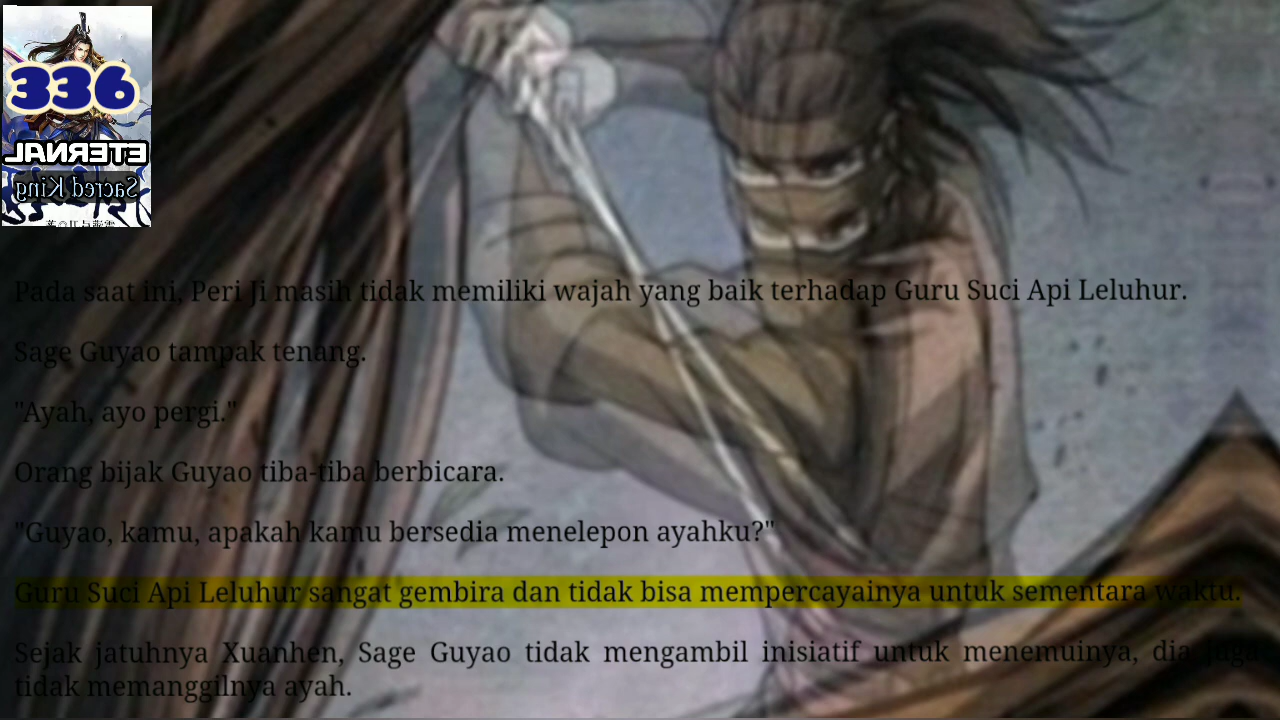 336
ETERNAL
Sacred King
Pada saat ini, Peri Ji masih tidak memiliki wajah yang baik terhadap Guru Suci Api Leluhur.
Sage Guyao tampak tenang.
"Ayah, ayo pergi."
Orang bijak Guyao tiba-tiba berbicara.
"Guyao, kamu, apakah kamu bersedia menelepon ayahku?"
Guru Suci Api Leluhur sangat gembira dan tidak bisa mempercayainya untuk sementara waktu.
Sejak jatuhnya Xuanhen, Sage Guyao tidak mengambil inisiatif untuk menemuinya, dia juga
tidak memanggilnya ayah.